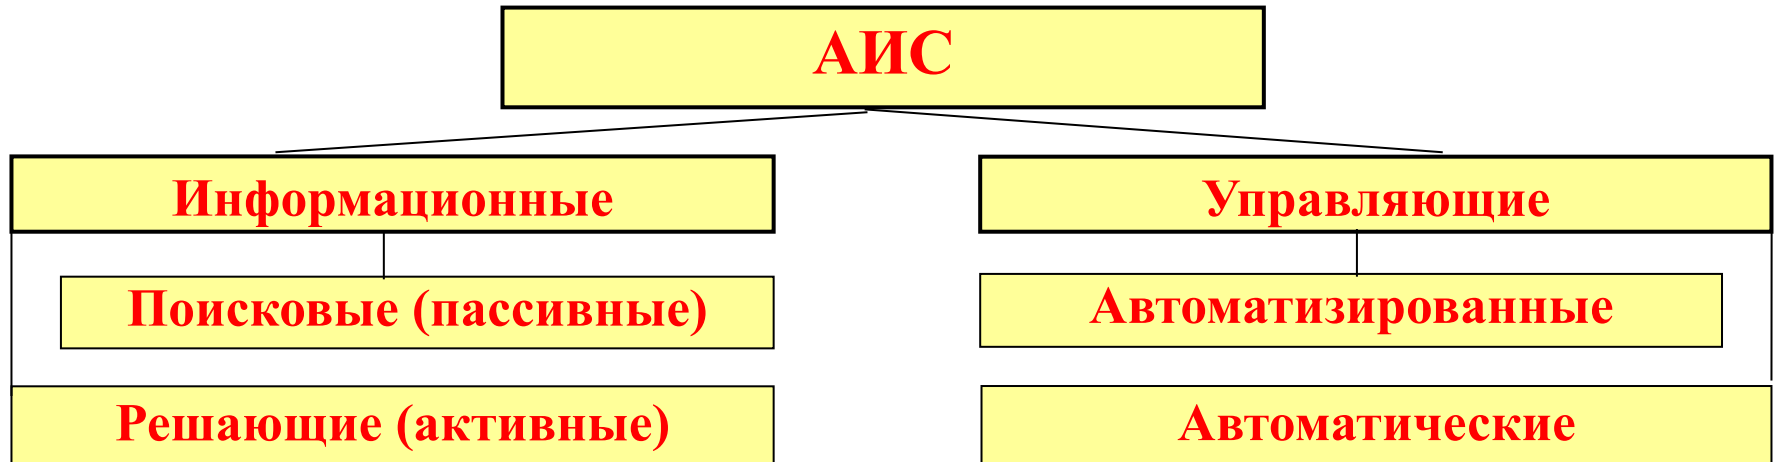 АИС
Информационные
Управляющие
Поисковые (пассивные)
Автоматизированные
Решающие (активные)
Автоматические